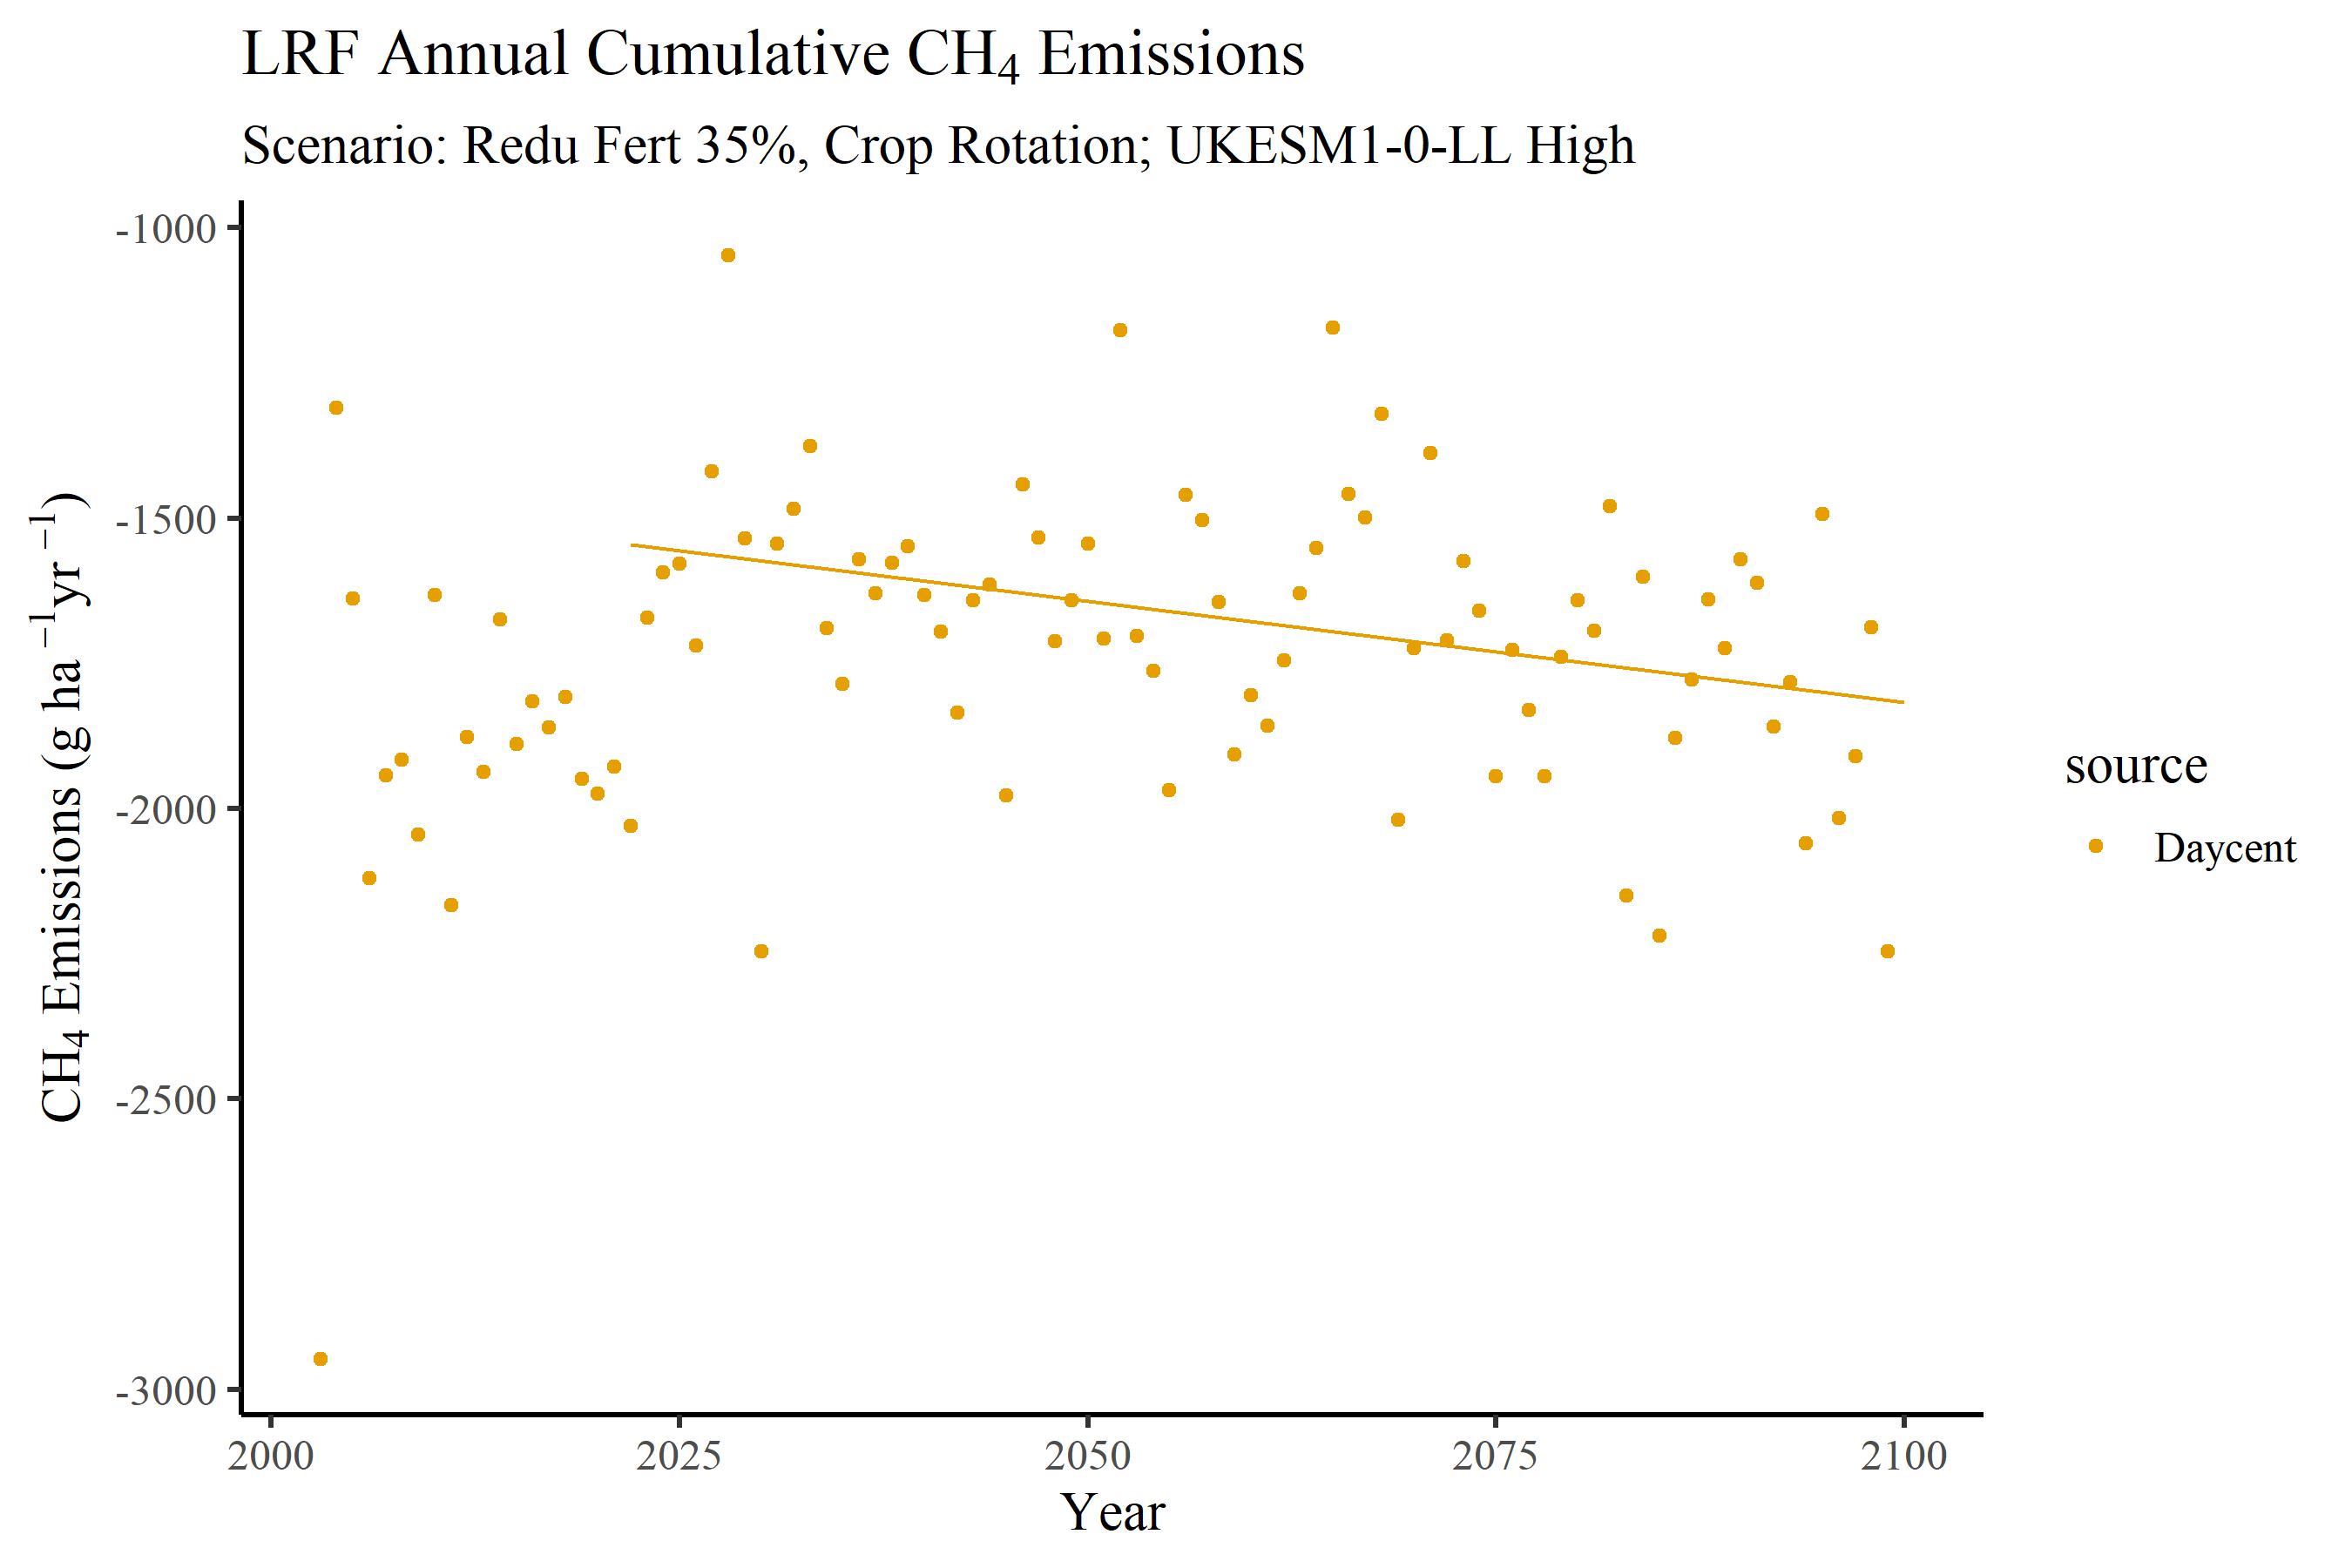 LRF Annual Cumulative CH₄ Emissions
Scenario: Redu Fert 35%, Crop Rotation; UKESM1-0-LL High
CH₄ Emissions (g ha ⁻¹yr ⁻¹)
-1000
-1500
-2000
-2500
-3000
2000
2025
2050
2075
2100
Year
source
Daycent